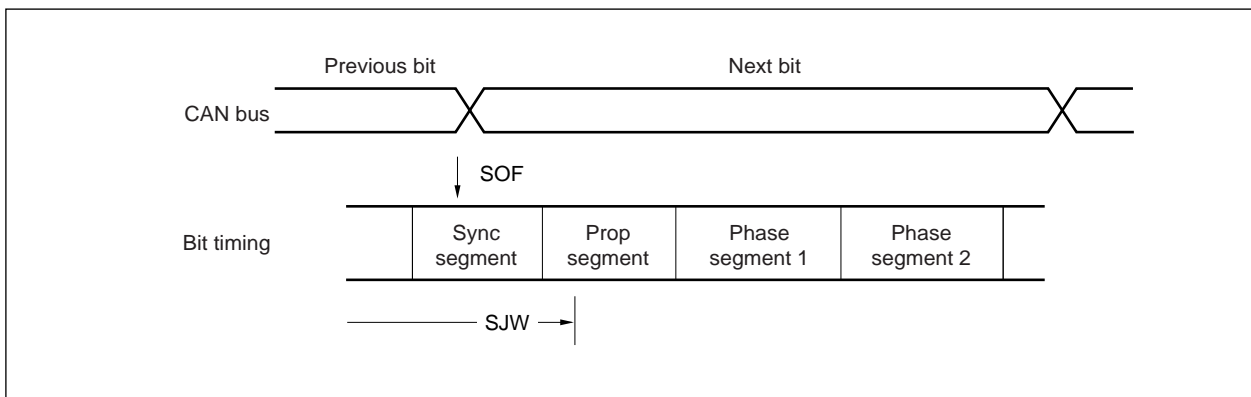 Previous bit
Next bit
CAN bus
SOF
Bit timing
Sync
segment
Prop
segment
Phase
segment 1
Phase
segment 2
SJW